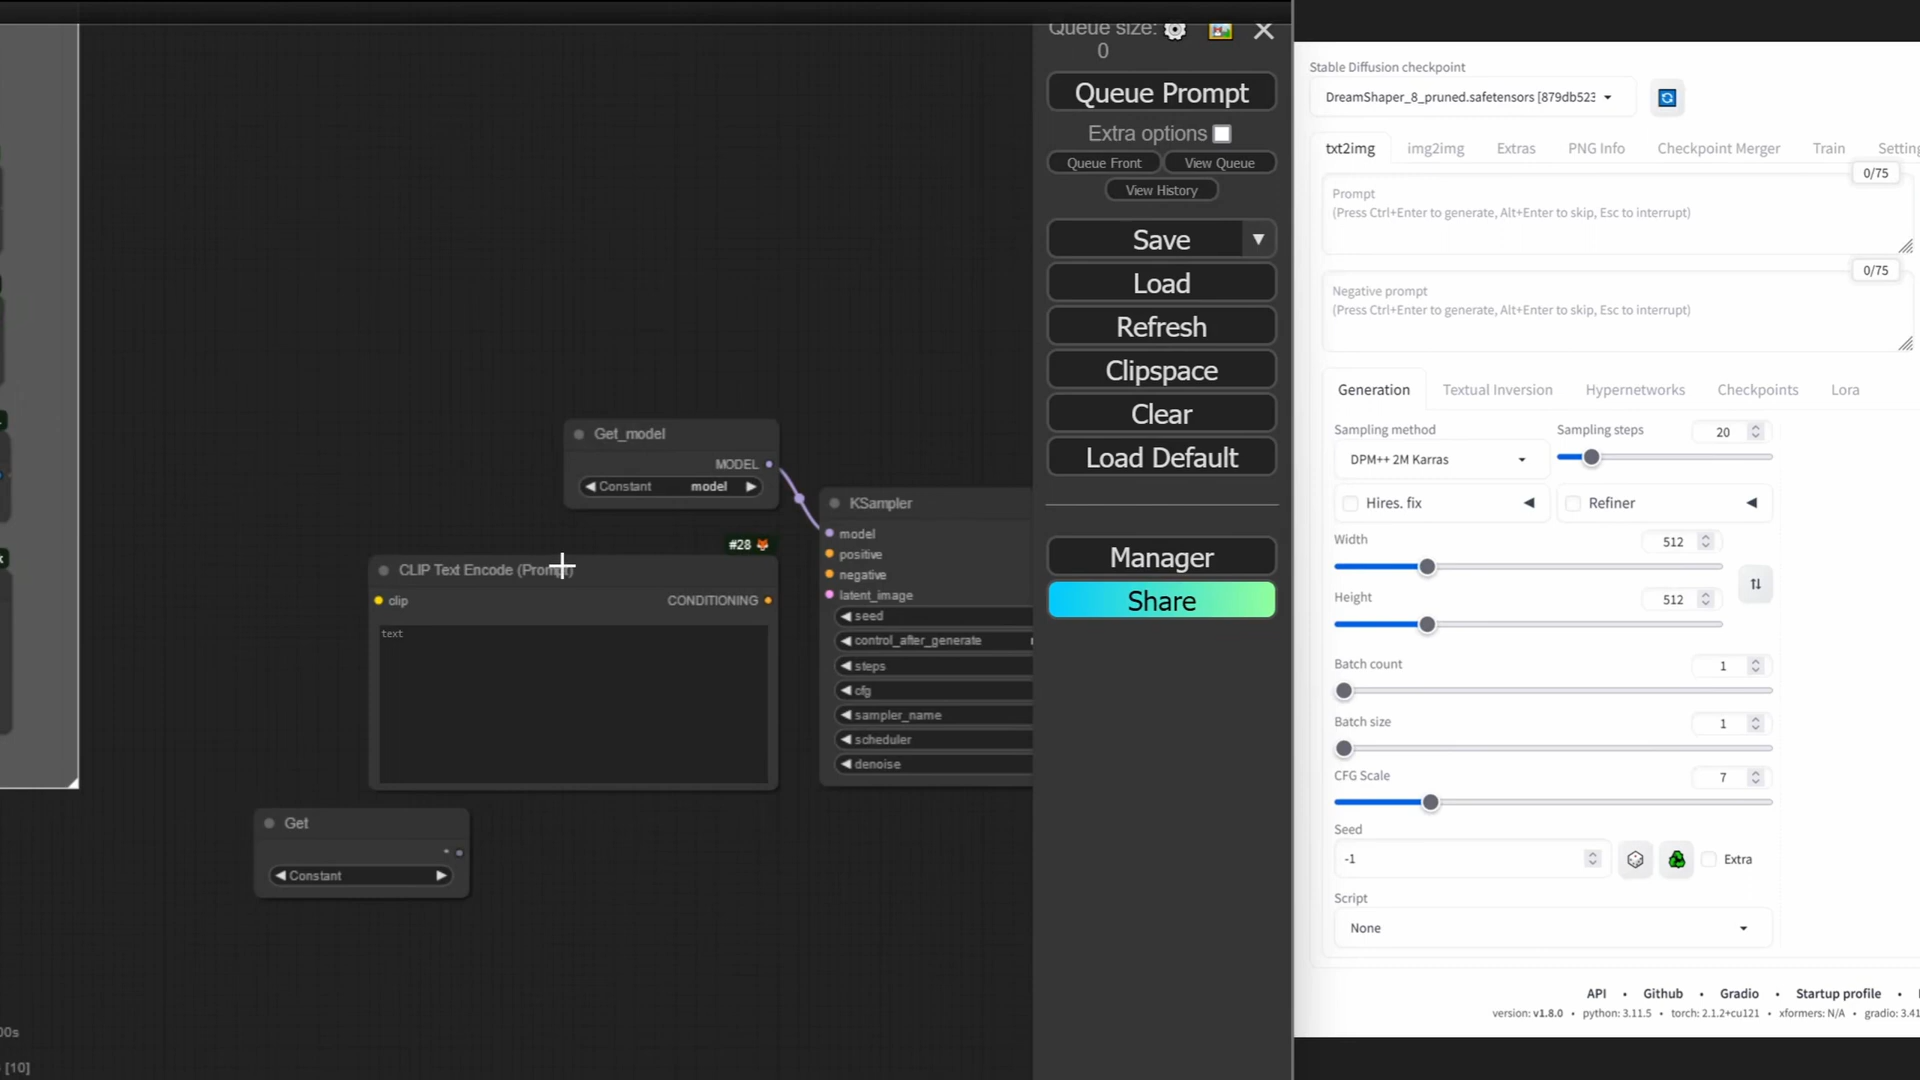 Queue size:
0
Queue Prompt
Extra options
Queue Front
View Queue
View History
Save
Load
Refresh
Clipspace
Clear
Load Default
Manager
Share
Get_model
MODEL
Constant model
#28
CLIP Text Encode (Prompt)
clip
CONDITIONING
text
KSampler
model
positive
negative
latent_image
seed
control_after_generate
steps
cfg
sampler_name
scheduler
denoise
Get
Constant
00s
[10]
Stable Diffusion checkpoint
DreamShaper_8_pruned.safetensors [879db523
txt2img img2img Extras PNG Info Checkpoint Merger Train Setting
0/75
Prompt
(Press Ctrl+Enter to generate, Alt+Enter to skip, Esc to interrupt)
0/75
Negative prompt
(Press Ctrl+Enter to generate, Alt+Enter to skip, Esc to interrupt)
Generation Textual Inversion Hypernetworks Checkpoints Lora
Sampling method
DPM++ 2M Karras
Sampling steps
20
Hires. fix
Refiner
Width
512
Height
512
Batch count
1
Batch size
1
CFG Scale
7
Seed
-1
Extra
Script
None
API • Github • Gradio • Startup profile •
version: v1.8.0 • python: 3.11.5 • torch: 2.1.2+cu121 • xformers: N/A • gradio: 3.41